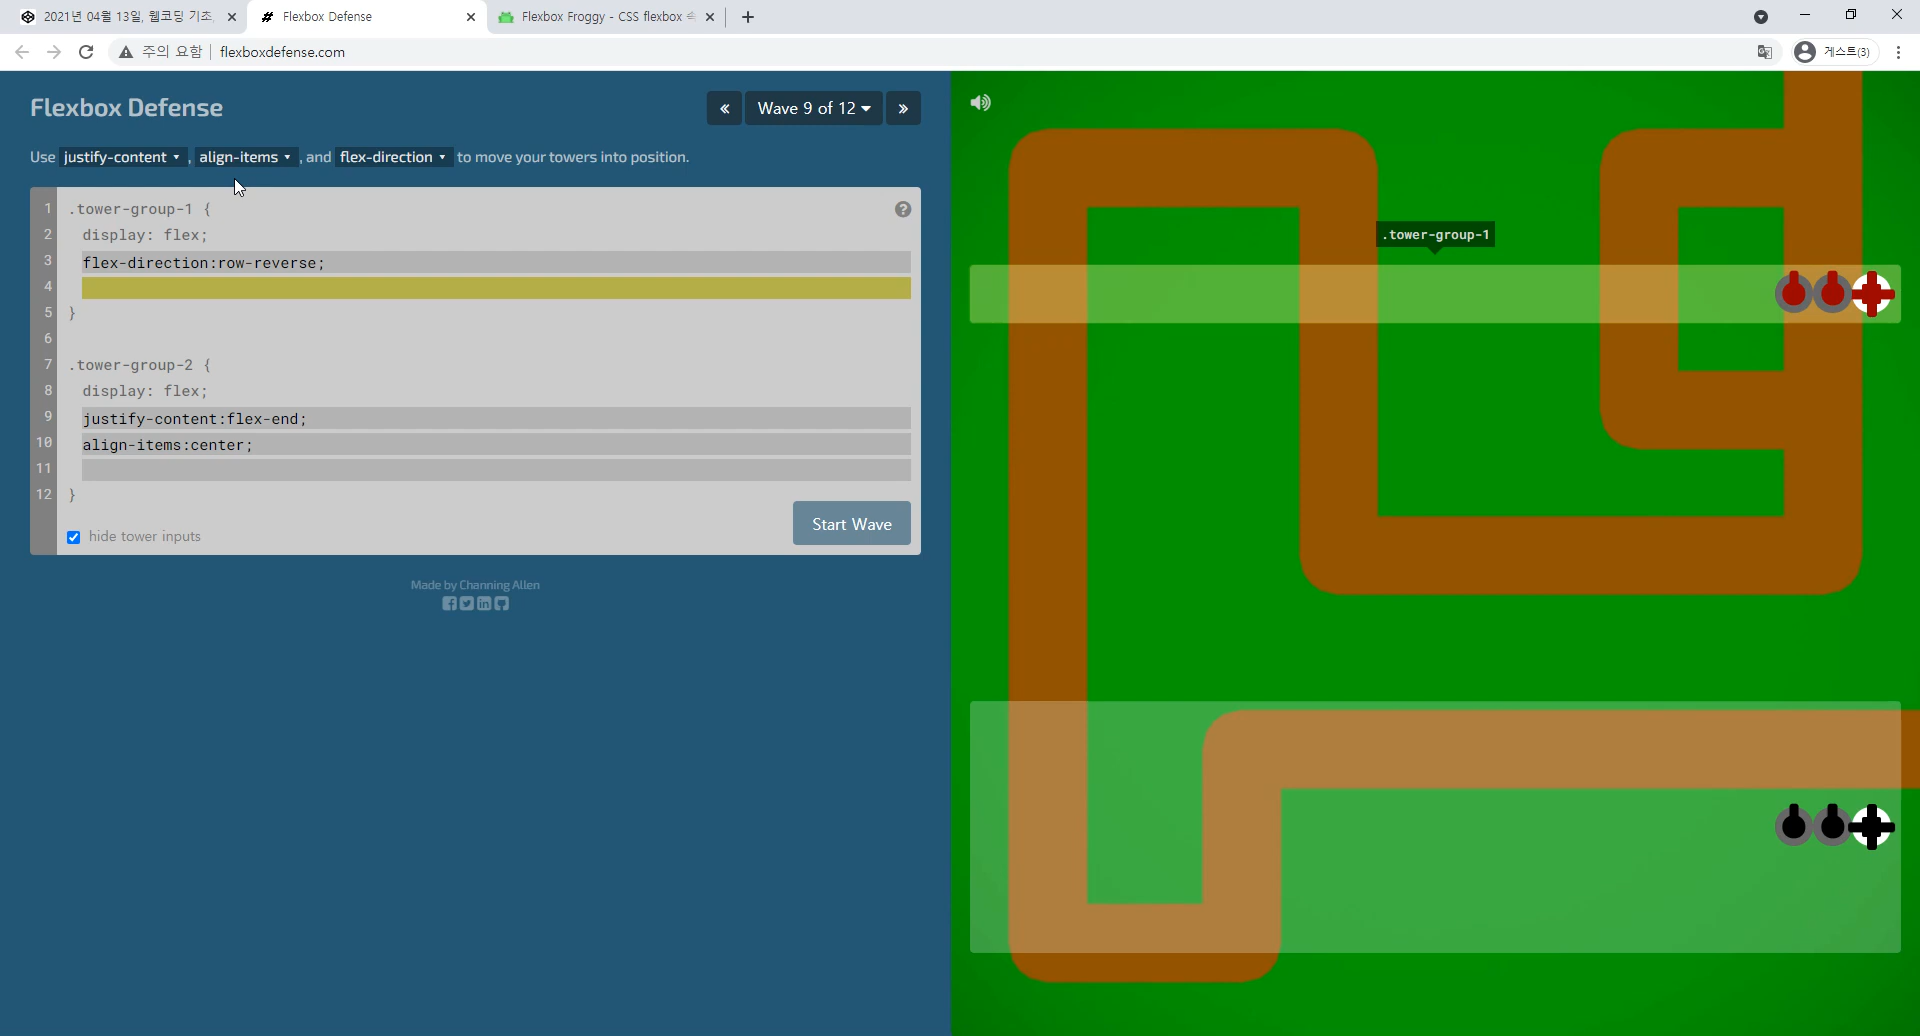 2021년 04월 13일, 웹코딩 기초,
Flexbox Defense
Flexbox Froggy - CSS flexbox 속
주의 요함
flexboxdefense.com
게스트(3)
Flexbox Defense
« Wave 9 of 12 »
Use justify-content , align-items , and flex-direction to move your towers into position.
1 .tower-group-1 {
2 display: flex;
3 flex-direction:row-reverse;
4
5 }
6
7 .tower-group-2 {
8 display: flex;
9 justify-content:flex-end;
10 align-items:center;
11
12 }
hide tower inputs
Start Wave
Made by Channing Allen
.tower-group-1